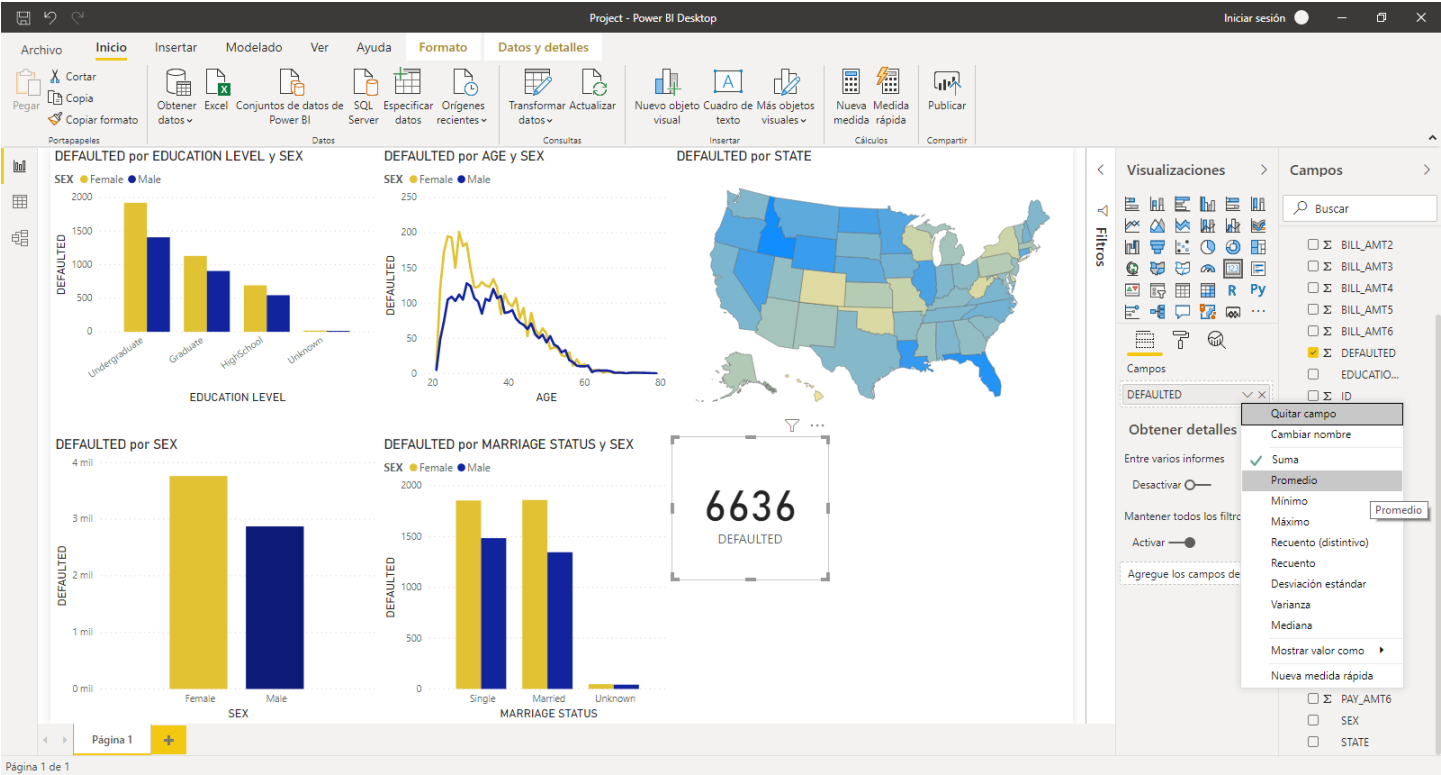 Project - Power BI Desktop
Iniciar sesión
Archivo Inicio Insertar Modelado Ver Ayuda Formato Datos y detalles
Pegar
Cortar
Copia
Copiar formato
Portapapeles
Obtener datos
Excel
Conjuntos de datos de Power BI
SQL Server
Especificar datos
Orígenes recientes
Datos
Transformar datos
Actualizar
Consultas
Nuevo objeto visual
Cuadro de texto
Más objetos visuales
Insertar
Nueva medida
Medida rápida
Cálculos
Publicar
Compartir
DEFAULTED por EDUCATION LEVEL y SEX
SEX Female Male
DEFAULTED
2000
1500
1000
500
0
Undergraduate
Graduate
HighSchool
Unknown
EDUCATION LEVEL
DEFAULTED por AGE y SEX
SEX Female Male
DEFAULTED
250
200
150
100
50
0
20 40 60 80
AGE
DEFAULTED por STATE
DEFAULTED por SEX
DEFAULTED
4 mil
3 mil
2 mil
1 mil
0 mil
Female Male
SEX
DEFAULTED por MARRIAGE STATUS y SEX
SEX Female Male
DEFAULTED
2000
1500
1000
500
0
Single Married Unknown
MARRIAGE STATUS
6636
DEFAULTED
Filtros
Visualizaciones
R Py
Campos
DEFAULTED
Obtener detalles
Entre varios informes
Desactivar
Mantener todos los filtro
Activar
Agregue los campos de
Quitar campo
Cambiar nombre
Suma
Promedio
Mínimo
Máximo
Recuento (distintivo)
Recuento
Desviación estándar
Varianza
Mediana
Mostrar valor como
Nueva medida rápida
Promedio
Campos
Buscar
Σ BILL_AMT2
Σ BILL_AMT3
Σ BILL_AMT4
Σ BILL_AMT5
Σ BILL_AMT6
Σ DEFAULTED
EDUCATIO...
Σ ID
Σ PAY_AMT6
SEX
STATE
Página 1
Página 1 de 1